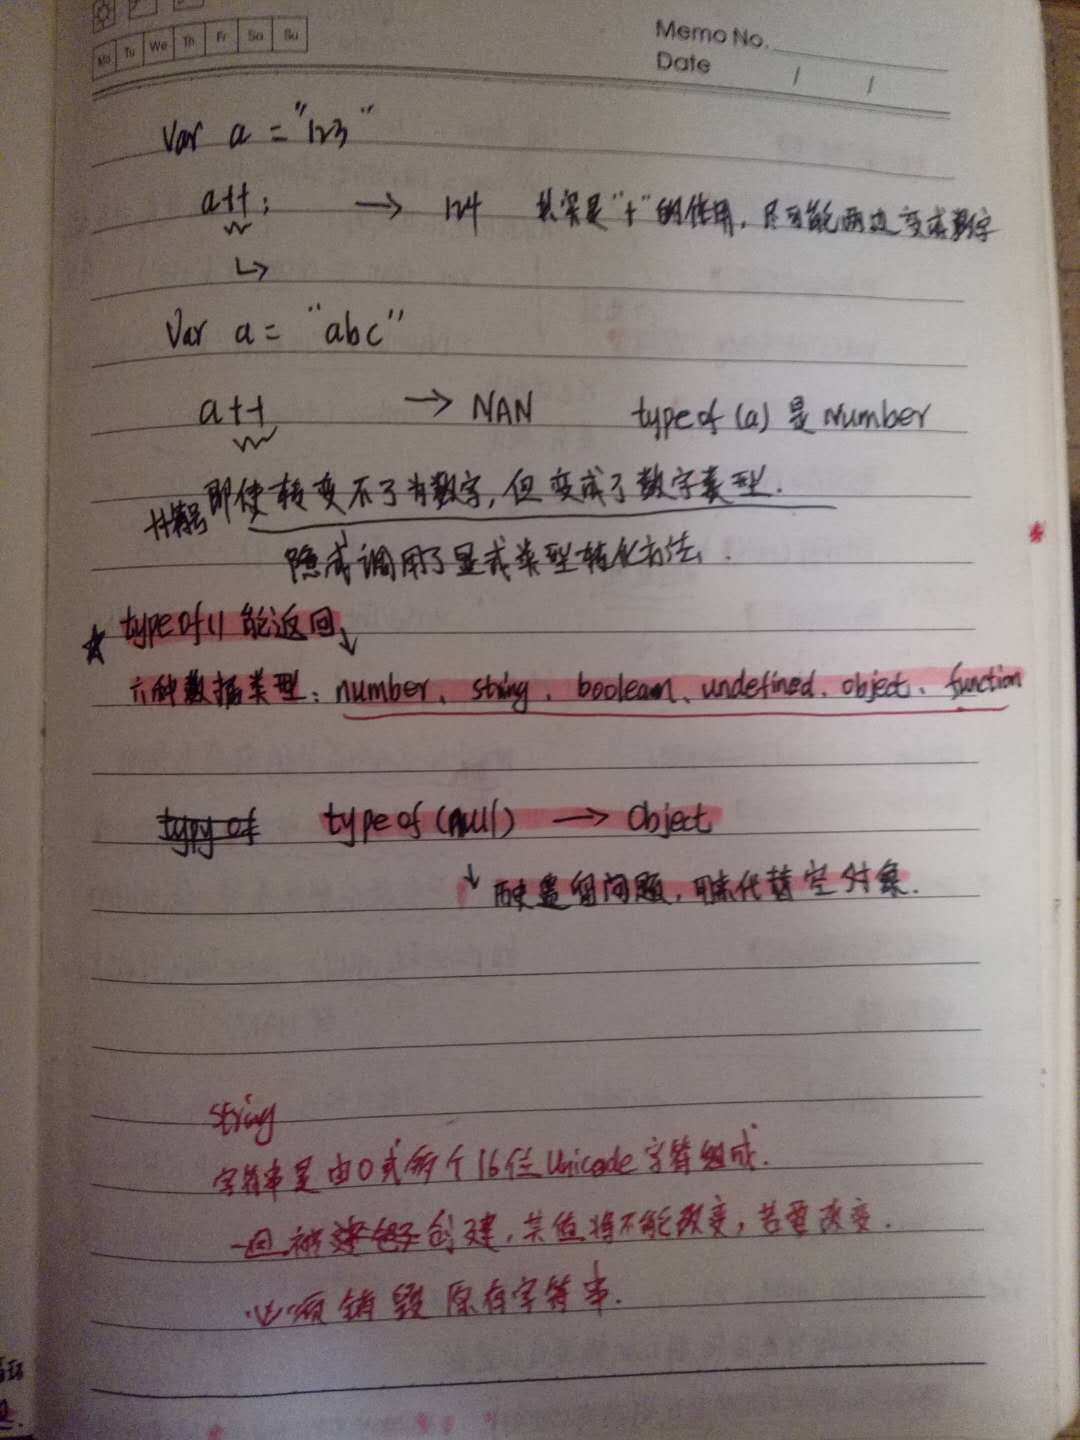 Mo Tu We Th Fr Sa Su
Memo No.
Date / /
Var a = "123"
a++; → 124 其实是"+"的作用,尽可能两边变成数字
Var a = "abc"
a++ → NAN typeof (a) 是 number
即使转变不了为数字,但变成了数字类型.
隐式调用了显式类型转化方法.
typeof() 能返回
六种数据类型: number、string、boolean、undefined、object、function
typy of typeof (null) → Object
历史遗留问题,用来代替空对象.
string
字符串是由0或多个16位Unicode字符组成.
一旦被创建,其值将不能改变,若要改变.
必须销毁原有字符串.